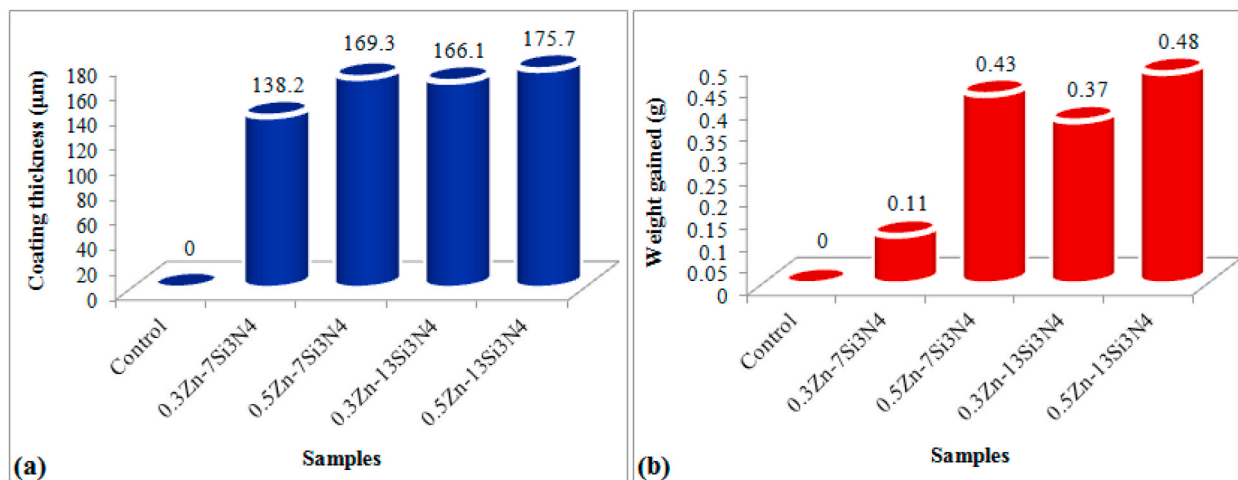 Coating thickness (µm)
180
160
140
120
100
80
60
40
20
0
0
138.2
169.3
166.1
175.7
Control
0.3Zn-7Si3N4
0.5Zn-7Si3N4
0.3Zn-13Si3N4
0.5Zn-13Si3N4
Samples
(a)
Weight gained (g)
0.5
0.45
0.4
0.35
0.3
0.25
0.2
0.15
0.1
0.05
0
0
0.11
0.43
0.37
0.48
Control
0.3Zn-7Si3N4
0.5Zn-7Si3N4
0.3Zn-13Si3N4
0.5Zn-13Si3N4
Samples
(b)